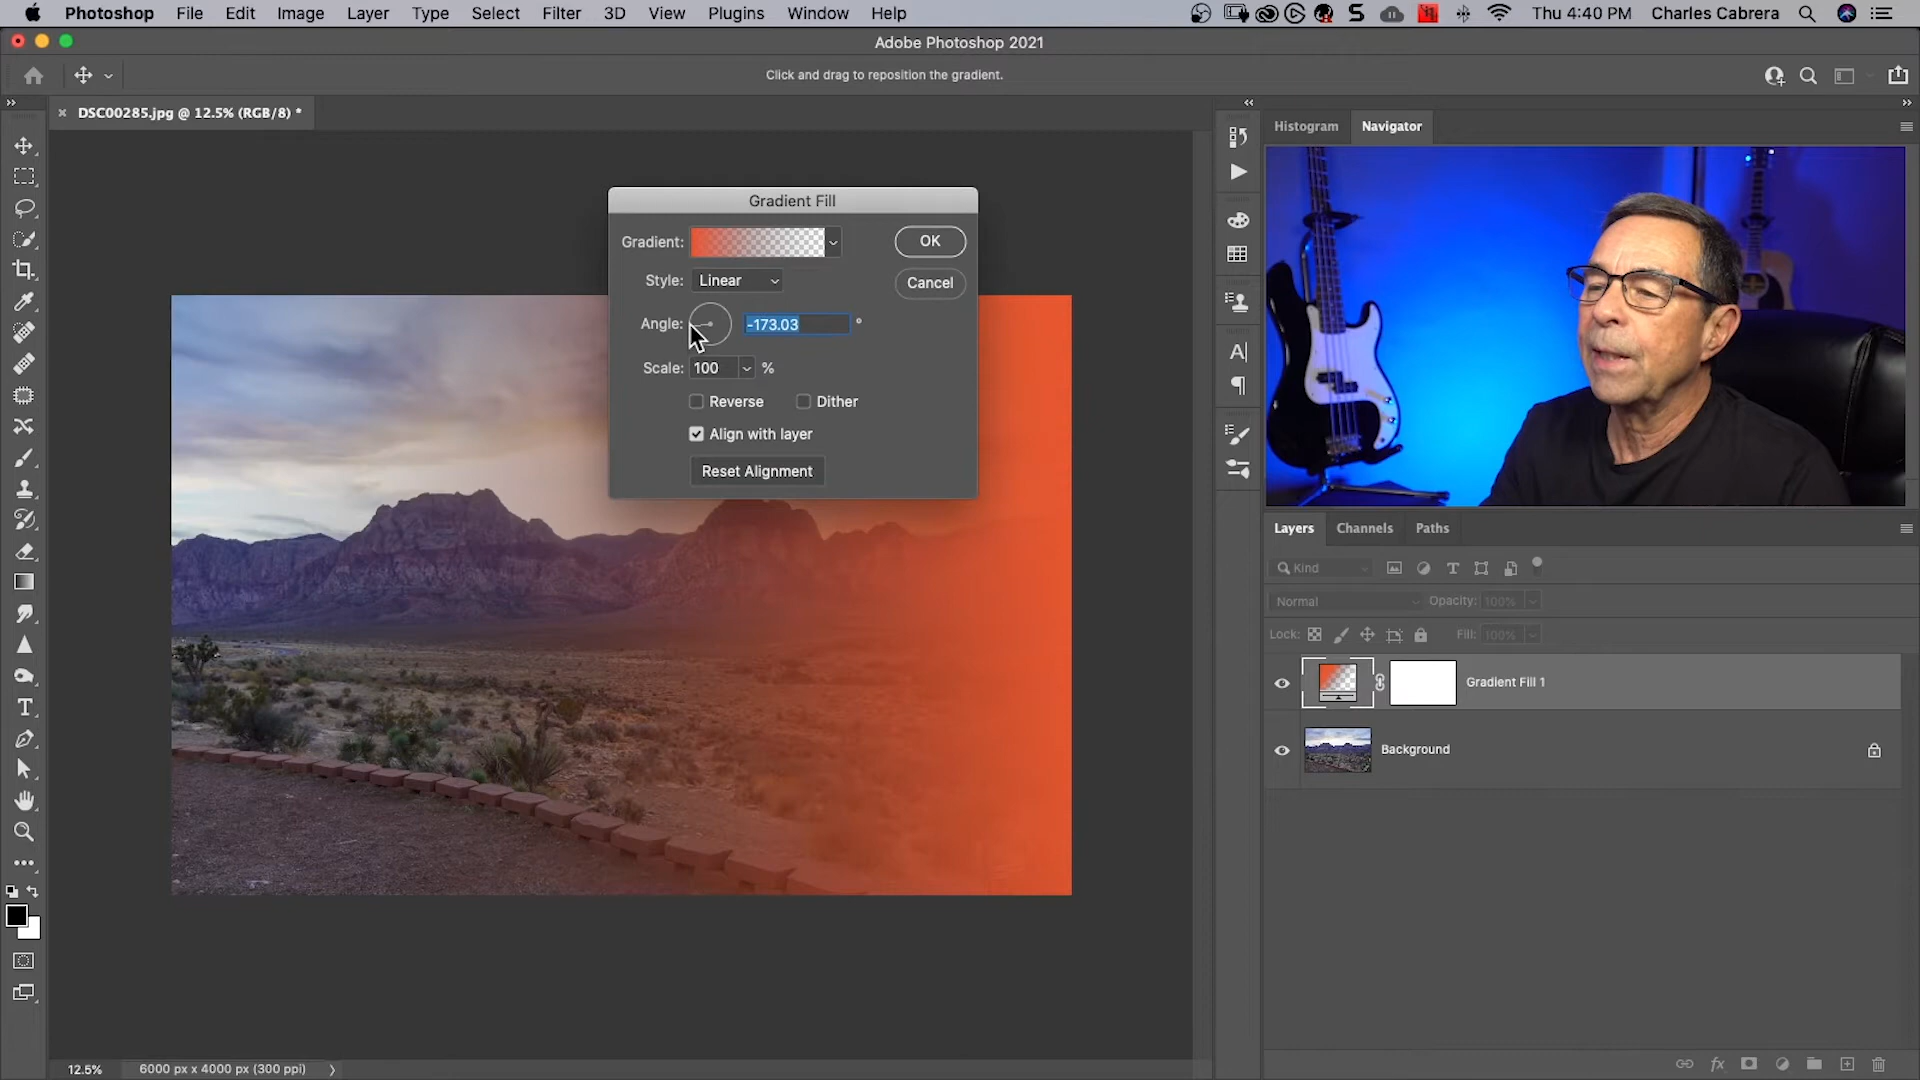 Photoshop File Edit Image Layer Type Select Filter 3D View Plugins Window Help Thu 4:40 PM Charles Cabrera
Adobe Photoshop 2021
Click and drag to reposition the gradient.
DSC00285.jpg @ 12.5% (RGB/8) *
Histogram Navigator
Gradient Fill
Gradient: OK
Style: Linear Cancel
Angle: -173.03 °
Scale: 100 %
Reverse Dither
Align with layer
Reset Alignment
Layers Channels Paths
Kind
Normal Opacity: 100%
Lock: Fill: 100%
Gradient Fill 1
Background
12.5% 6000 px x 4000 px (300 ppi)